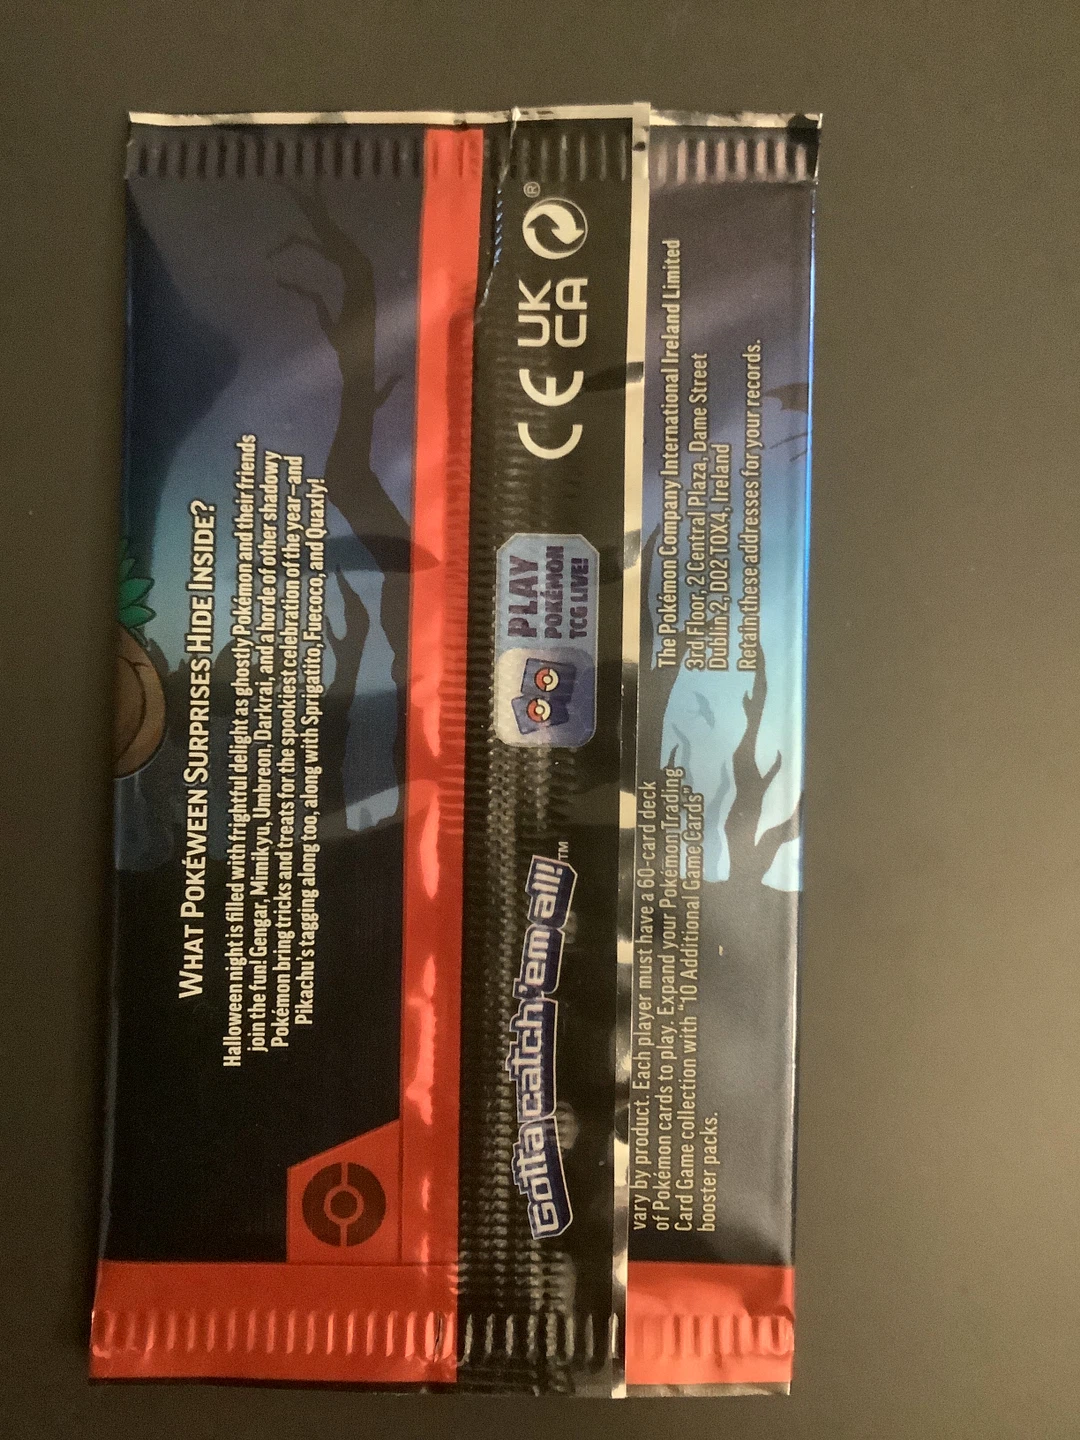 WHAT POKÉWEEN SURPRISES HIDE INSIDE?
Halloween night is filled with frightful delight as ghostly Pokémon and their friends
join the fun! Gengar, Mimikyu, Umbreon, Darkrai, and a horde of other shadowy
Pokémon bring tricks and treats for the spookiest celebration of the year—and
Pikachu's tagging along too, along with Sprigatito, Fuecoco, and Quaxly!
Gotta catch 'em all!™
PLAY
POKÉMON
TCG LIVE!
CE
UK
CA
®
vary by product. Each player must have a 60-card deck
of Pokémon cards to play. Expand your Pokémon Trading
Card Game collection with "10 Additional Game Cards"
booster packs.
The Pokémon Company International Ireland Limited
3rd Floor, 2 Central Plaza, Dame Street
Dublin 2, D02 T0X4, Ireland
Retain these addresses for your records.